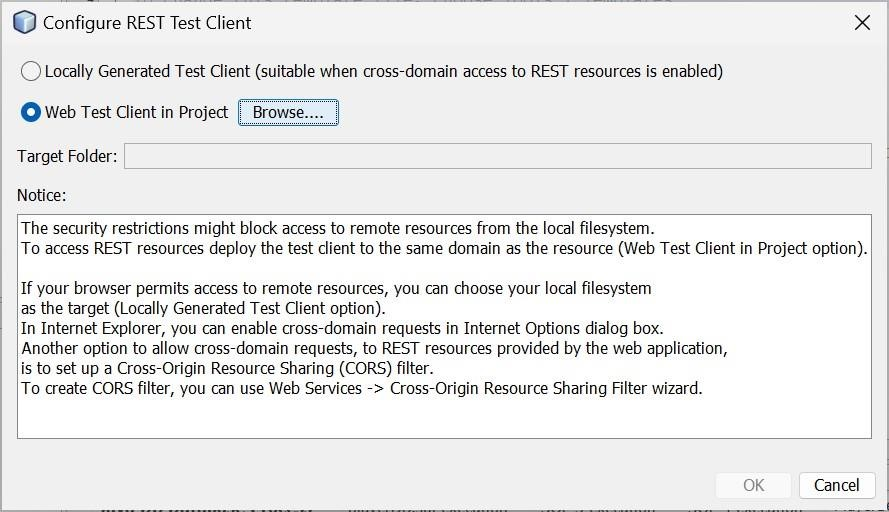 Configure REST Test Client
Locally Generated Test Client (suitable when cross-domain access to REST resources is enabled)
Web Test Client in Project
Browse....
Target Folder:
Notice:
The security restrictions might block access to remote resources from the local filesystem.
To access REST resources deploy the test client to the same domain as the resource (Web Test Client in Project option).
If your browser permits access to remote resources, you can choose your local filesystem
as the target (Locally Generated Test Client option).
In Internet Explorer, you can enable cross-domain requests in Internet Options dialog box.
Another option to allow cross-domain requests, to REST resources provided by the web application,
is to set up a Cross-Origin Resource Sharing (CORS) filter.
To create CORS filter, you can use Web Services -> Cross-Origin Resource Sharing Filter wizard.
OK
Cancel